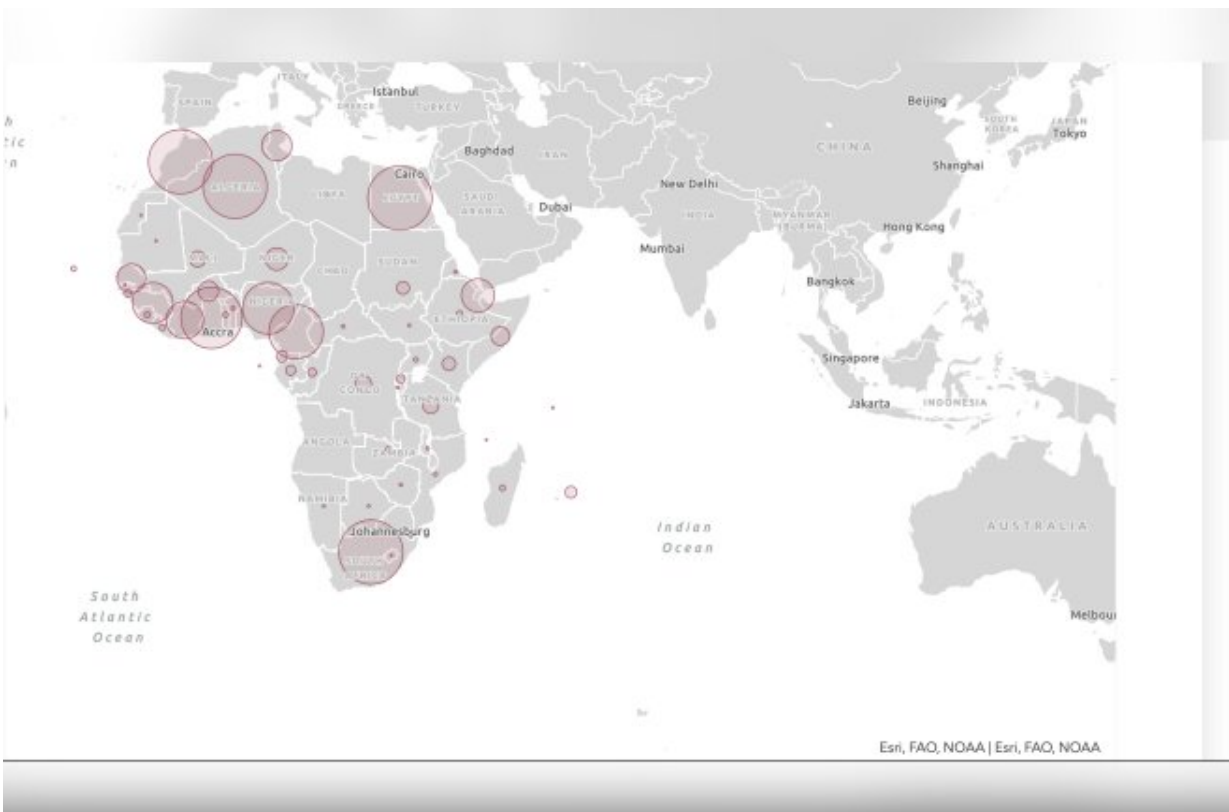 ITALY
SPAIN
Istanbul
GREECE
TURKEY
Beijing
SOUTH
KOREA
JAPAN
Tokyo
Baghdad
IRAN
CHINA
Shanghai
Cairo
New Delhi
ALGERIA
LIBYA
EGYPT
SAUDI
ARABIA
Dubai
INDIA
MYANMAR
(BURMA)
Hong Kong
Mumbai
MALI
NIGER
CHAD
SUDAN
Bangkok
NIGERIA
ETHIOPIA
Accra
Singapore
CONGO
TANZANIA
Jakarta
INDONESIA
ANGOLA
ZAMBIA
NAMIBIA
Johannesburg
Indian
Ocean
AUSTRALIA
SOUTH
AFRICA
South
Atlantic
Ocean
Melbou
Esri, FAO, NOAA | Esri, FAO, NOAA